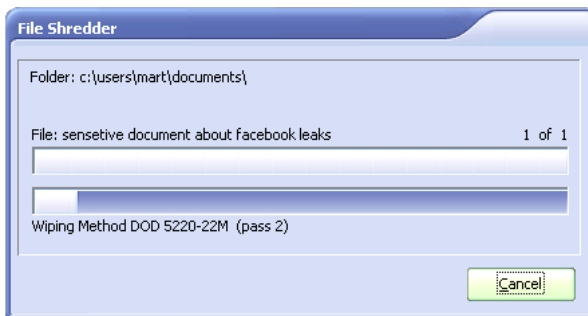 File Shredder
Folder: c:\users\mart\documents\
File: sensetive document about facebook leaks 1 of 1
Wiping Method DOD 5220-22M (pass 2)
Cancel